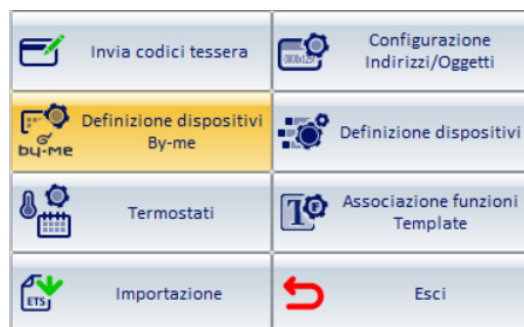 Invia codici tessera
Configurazione
Indirizzi/Oggetti
Definizione dispositivi
By-me
by-me
Definizione dispositivi
Termostati
Associazione funzioni
Template
T F
ETS
Importazione
Esci